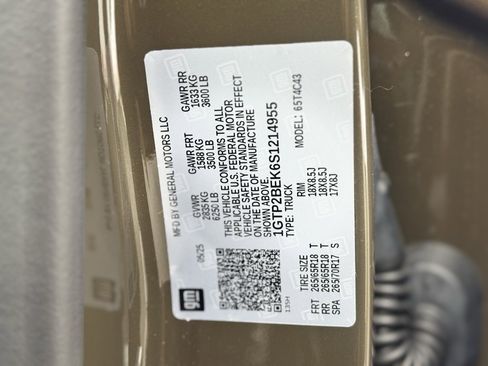 MFD BY GENERAL MOTORS LLC
05/25
GVWR
2835 KG
6250 LB
GAWR FRT
1588 KG
3500 LB
GAWR RR
1633 KG
3600 LB
THIS VEHICLE CONFORMS TO ALL
APPLICABLE U.S. FEDERAL MOTOR
VEHICLE SAFETY STANDARDS IN EFFECT
ON THE DATE OF MANUFACTURE
SHOWN ABOVE.
1GTP2BEK6S1214955
TYPE: TRUCK
MODEL: 65T4C43
gm
135H
TIRE SIZE RIM
FRT 265/65R18 T 18X8.5J
RR 265/65R18 T 18X8.5J
SPA 265/70R17 S 17X8J